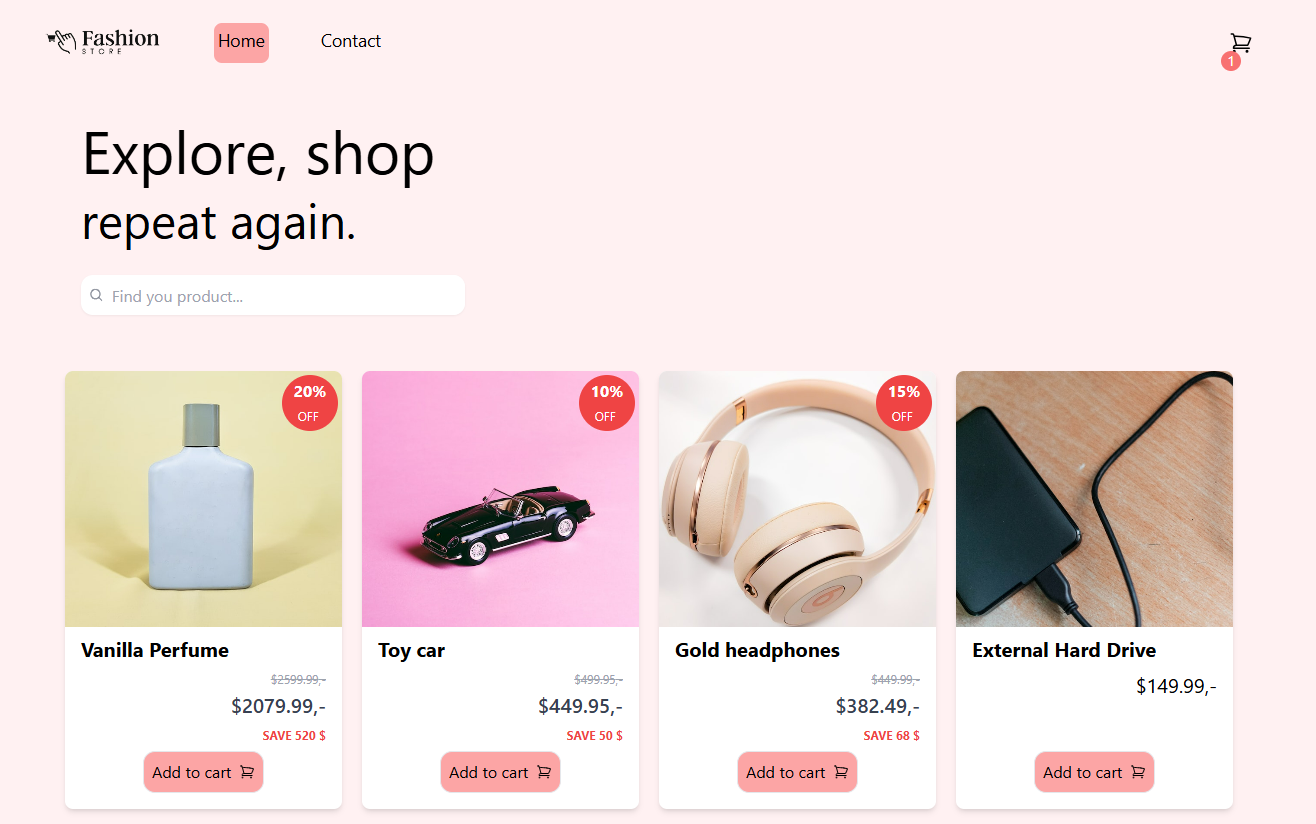 Fashion
STORE
Home
Contact
1
Explore, shop
repeat again.
Find you product...
20%
OFF
10%
OFF
15%
OFF
Vanilla Perfume
$2599.99,-
$2079.99,-
SAVE 520 $
Add to cart
Toy car
$499.95,-
$449.95,-
SAVE 50 $
Add to cart
Gold headphones
$449.99,-
$382.49,-
SAVE 68 $
Add to cart
External Hard Drive
$149.99,-
Add to cart